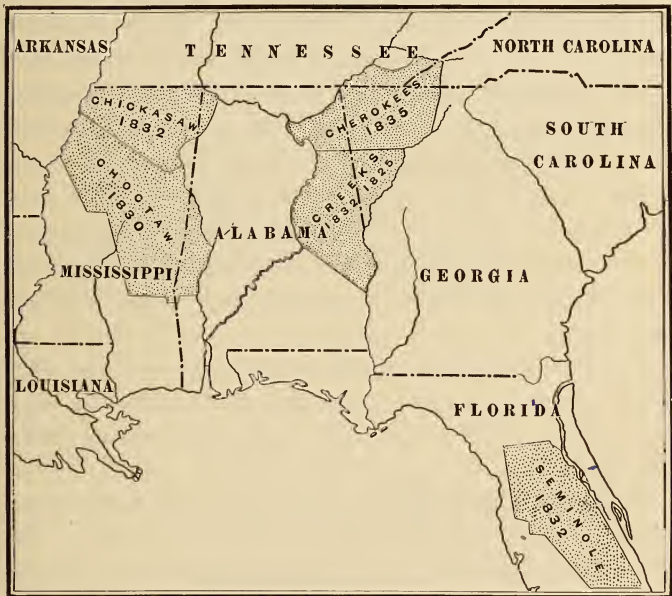 ARKANSAS
TENNESSEE
NORTH CAROLINA
CHICKASAW
1832
CHEROKEES
1835
SOUTH
CAROLINA
CHOCTAW
1830
CREEKS
1832 1825
ALABAMA
MISSISSIPPI
GEORGIA
LOUISIANA
FLORIDA
SEMINOLE
1832